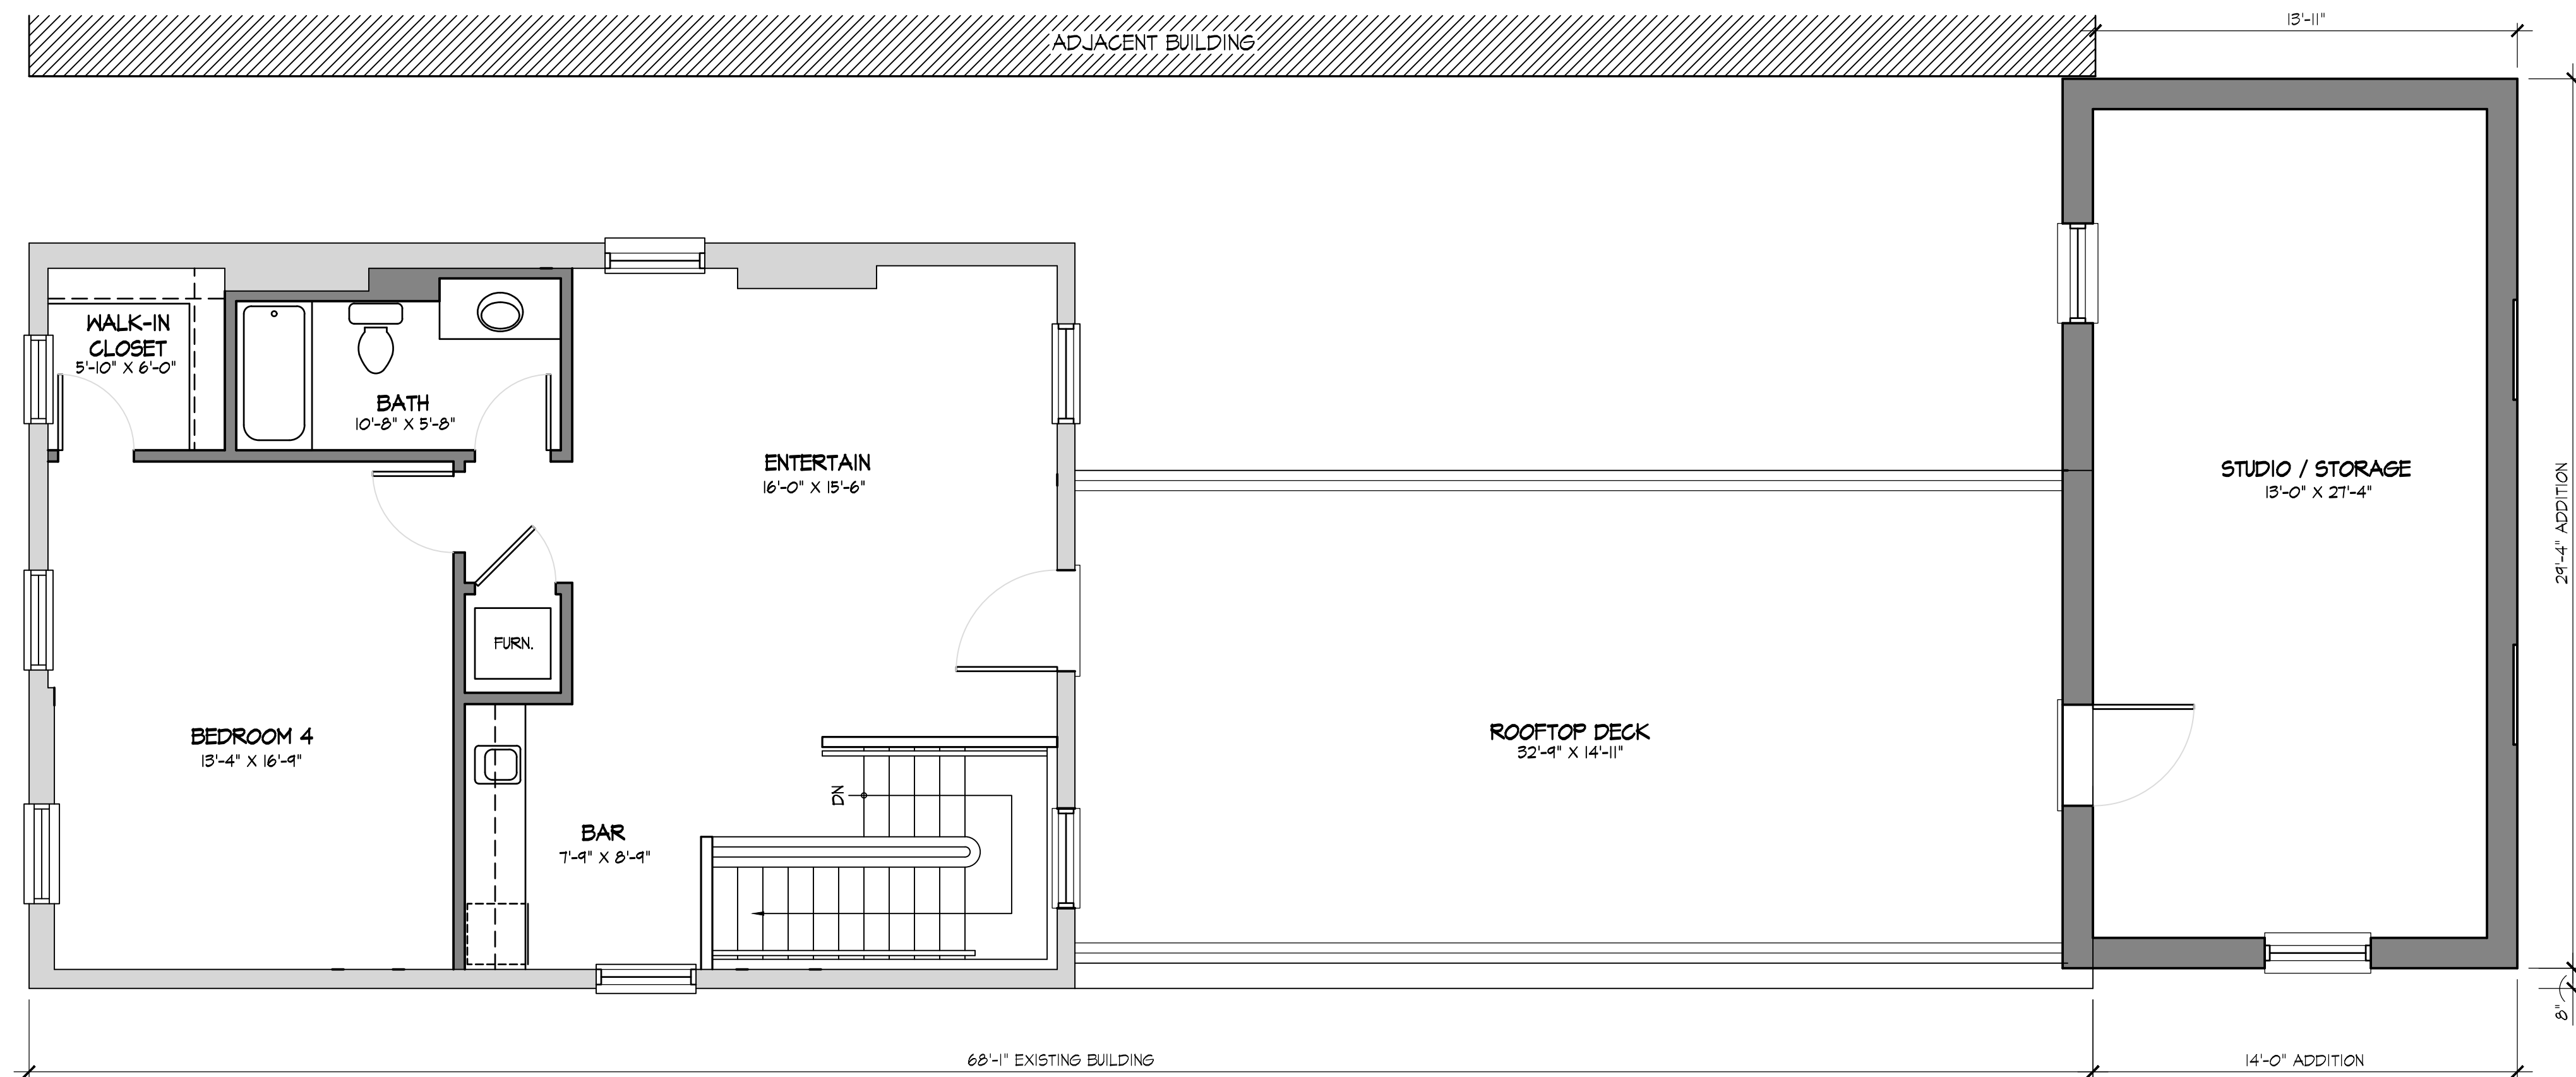 13'-11"
ADJACENT BUILDING
WALK-IN
CLOSET
5'-10" X 6'-0"
BATH
10'-8" X 5'-8"
ENTERTAIN
16'-0" X 15'-6"
STUDIO / STORAGE
13'-0" X 27'-4"
29'-4" ADDITION
FURN.
BEDROOM 4
13'-4" X 16'-9"
ROOFTOP DECK
32'-9" X 14'-11"
DN
BAR
7'-9" X 8'-9"
8"
68'-1" EXISTING BUILDING
14'-0" ADDITION